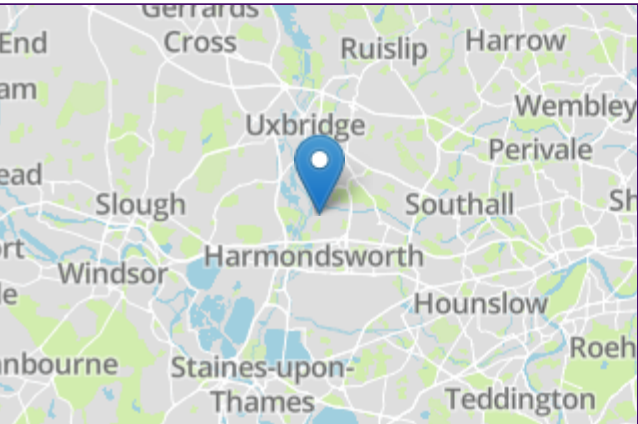 Gerrards
Cross
Ruislip
Harrow
End
am
Wembley
Uxbridge
Perivale
ead
Slough
Southall
Sh
Harmondsworth
ort
Windsor
le
Hounslow
Roeh
nbourne
Staines-upon-
Thames
Teddington